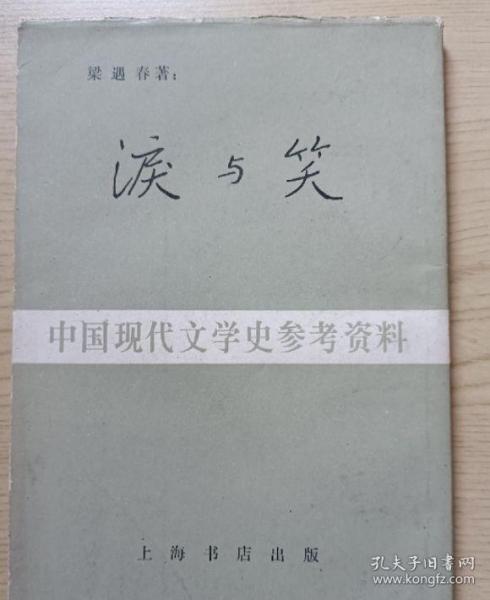 梁遇春著：
淚与笑
中国现代文学史参考资料
上海书店出版
孔夫子旧书网
www.kongfz.com